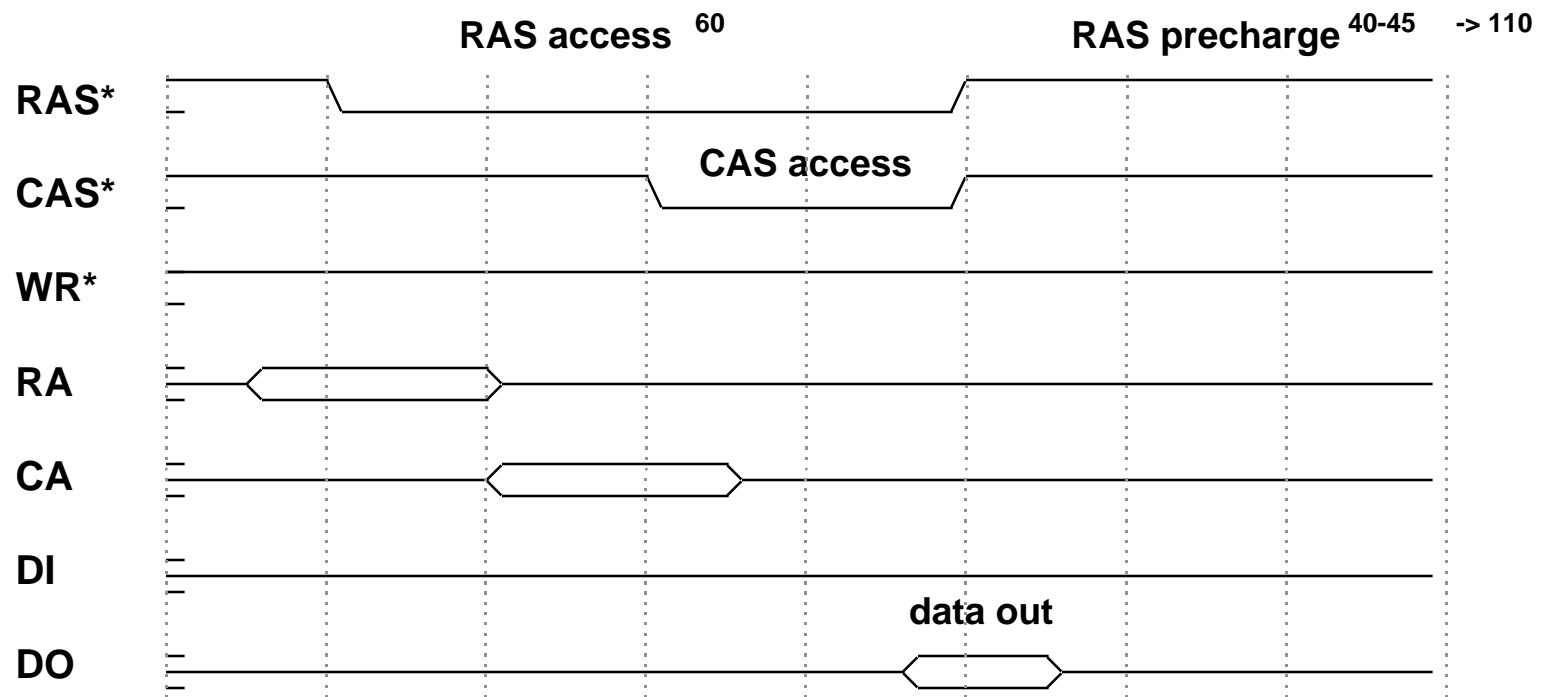 RAS access 60 RAS precharge 40-45 -> 110
RAS*
CAS access
CAS*
WR*
RA
CA
DI
data out
DO